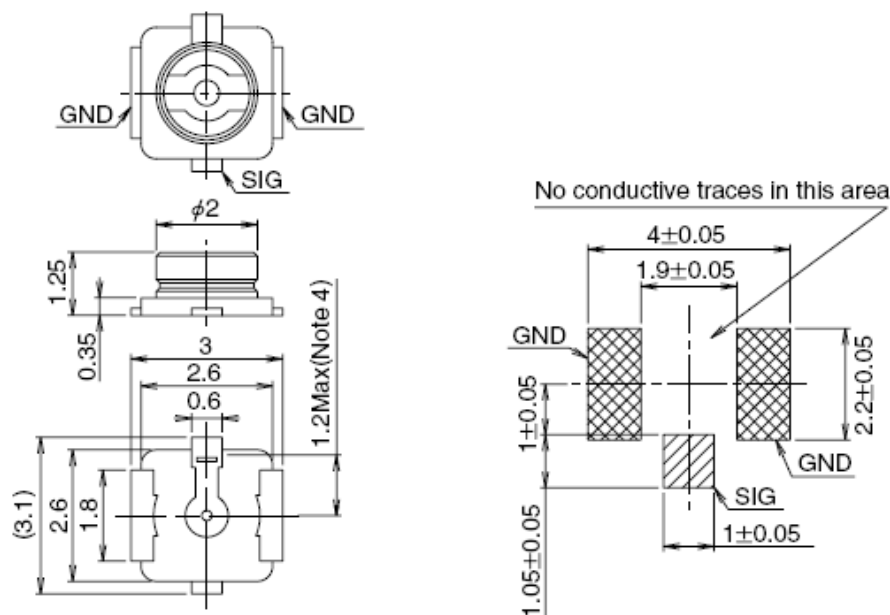 GND
GND
SIG
ϕ2
1.25
0.35
3
2.6
0.6
1.2Max(Note 4)
(3.1)
2.6
1.8
No conductive traces in this area
4±0.05
1.9±0.05
GND
1±0.05
2.2±0.05
GND
SIG
1.05±0.05
1±0.05